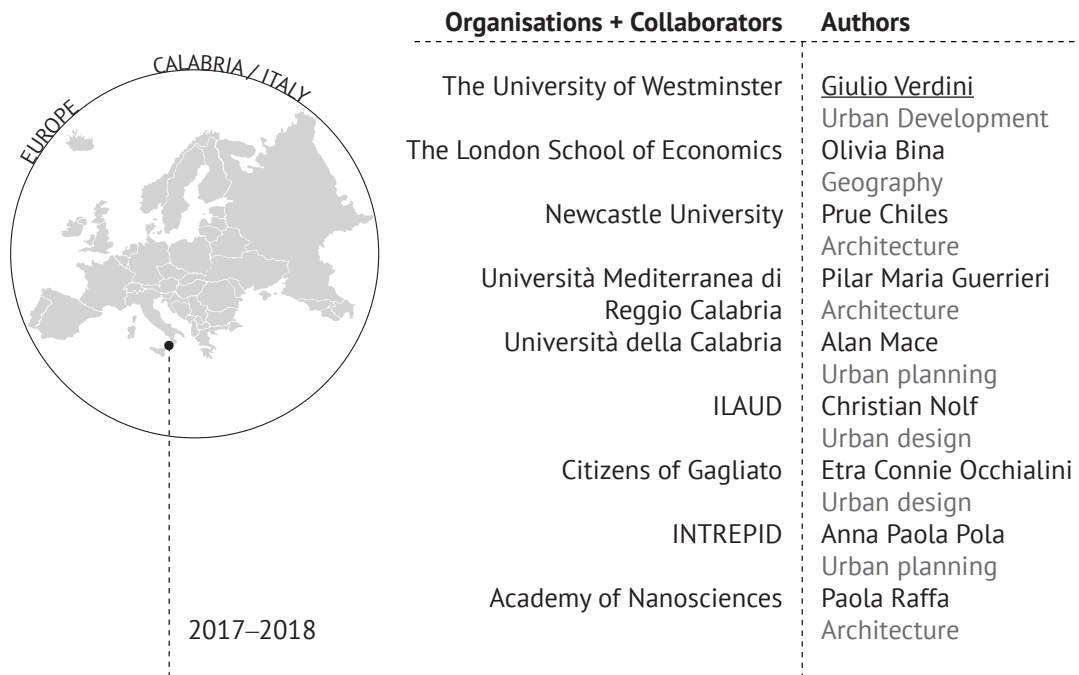 EUROPE
CALABRIA / ITALY
2017–2018
Organisations + Collaborators
The University of Westminster
The London School of Economics
Newcastle University
Università Mediterranea di
Reggio Calabria
Università della Calabria
ILAUD
Citizens of Gagliato
INTREPID
Academy of Nanosciences
Authors
Giulio Verdini
Urban Development
Olivia Bina
Geography
Prue Chiles
Architecture
Pilar Maria Guerrieri
Architecture
Alan Mace
Urban planning
Christian Nolf
Urban design
Etra Connie Occhialini
Urban design
Anna Paola Pola
Urban planning
Paola Raffa
Architecture